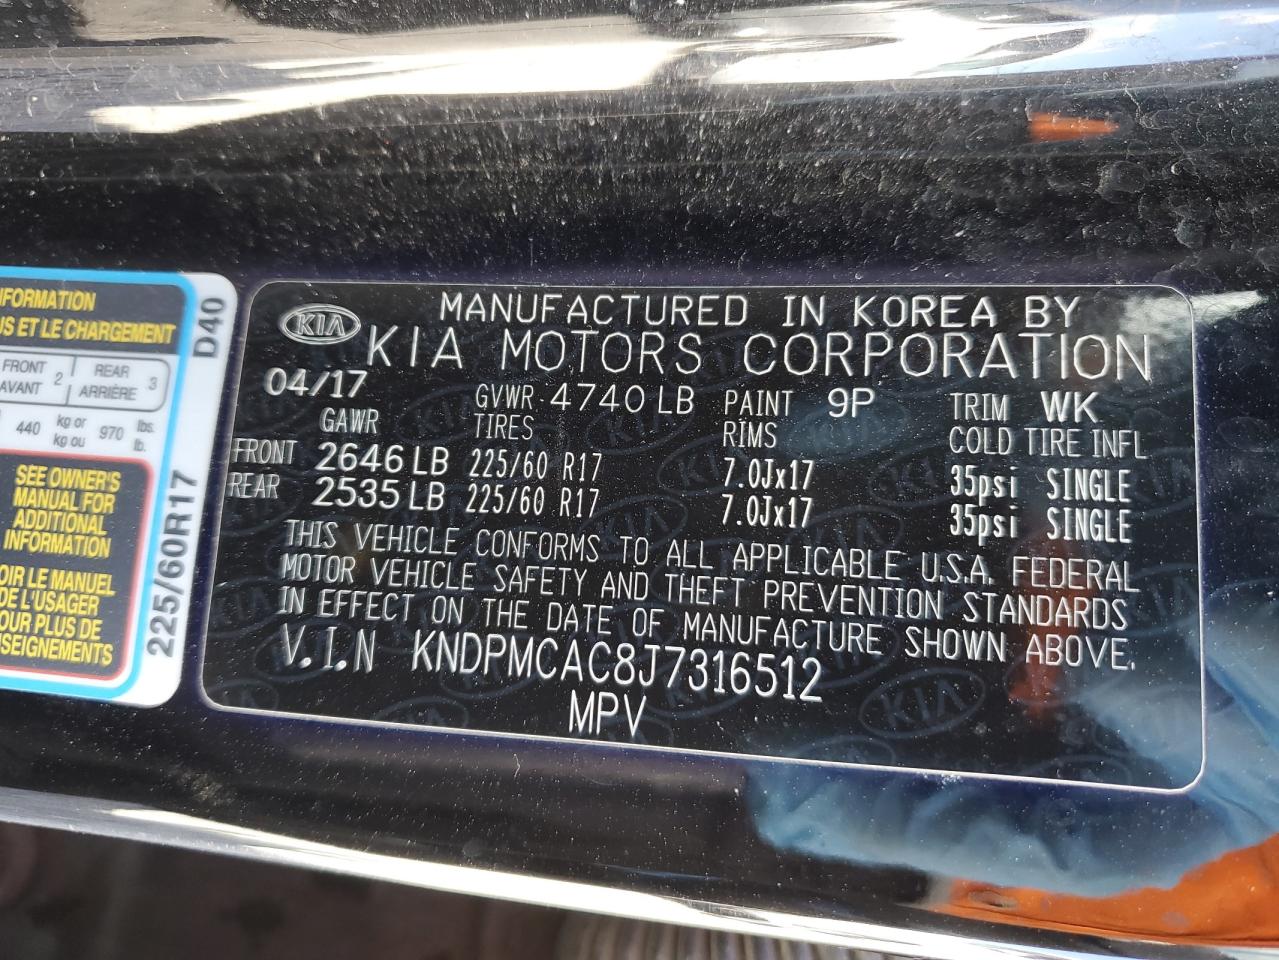 NFORMATION
US ET LE CHARGEMENT
FRONT 2 REAR 3
AVANT ARRIÈRE
440 kg or 970 lbs.
kg ou lb.
SEE OWNER'S
MANUAL FOR
ADDITIONAL
INFORMATION
OIR LE MANUEL
DE L'USAGER
OUR PLUS DE
NSEIGNEMENTS
225/60R17 D40
KIA
MANUFACTURED IN KOREA BY
KIA MOTORS CORPORATION
04/17 GVWR 4740 LB PAINT 9P TRIM WK
GAWR TIRES RIMS COLD TIRE INFL
FRONT 2646 LB 225/60 R17 7.0Jx17 35psi SINGLE
REAR 2535 LB 225/60 R17 7.0Jx17 35psi SINGLE
THIS VEHICLE CONFORMS TO ALL APPLICABLE U.S.A. FEDERAL
MOTOR VEHICLE SAFETY AND THEFT PREVENTION STANDARDS
IN EFFECT ON THE DATE OF MANUFACTURE SHOWN ABOVE.
V.I.N KNDPMCAC8J7316512
MPV